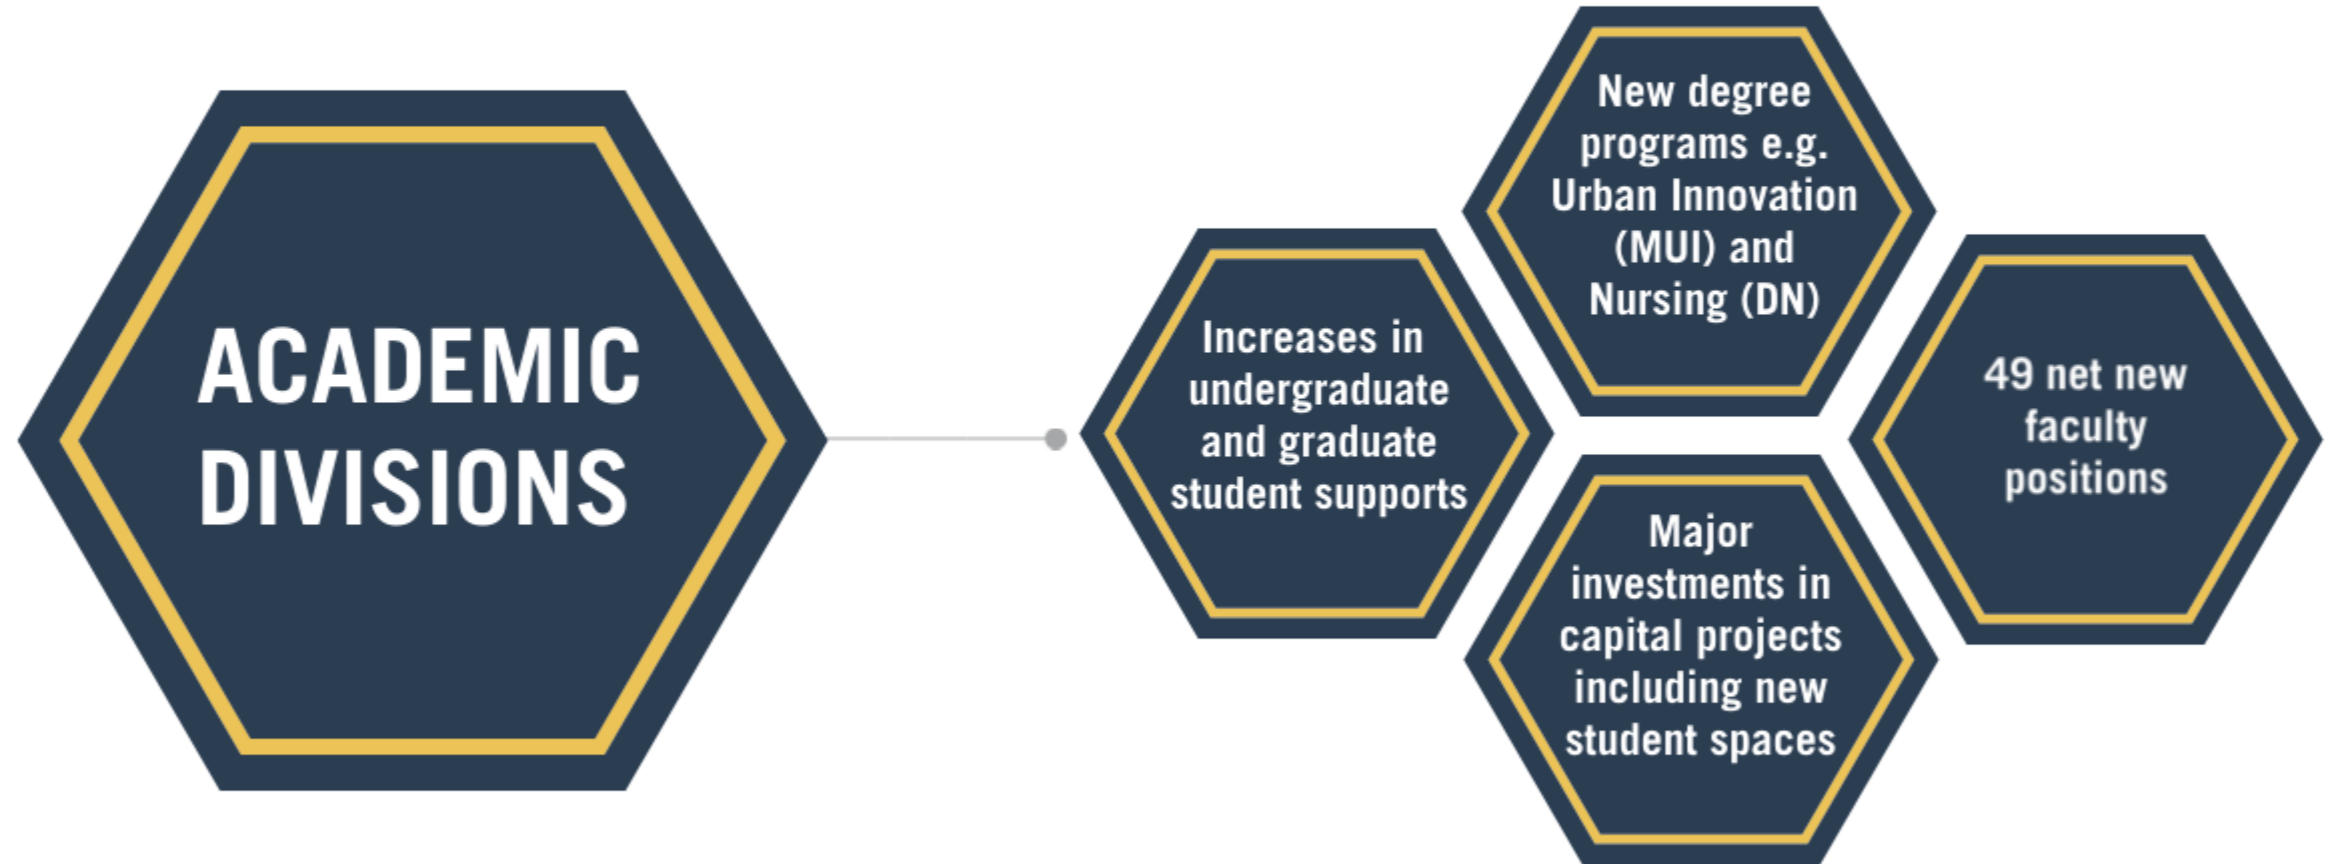 ACADEMIC
DIVISIONS
Increases in
undergraduate
and graduate
student supports
New degree
programs e.g.
Urban Innovation
(MUI) and
Nursing (DN)
Major
investments in
capital projects
including new
student spaces
49 net new
faculty
positions